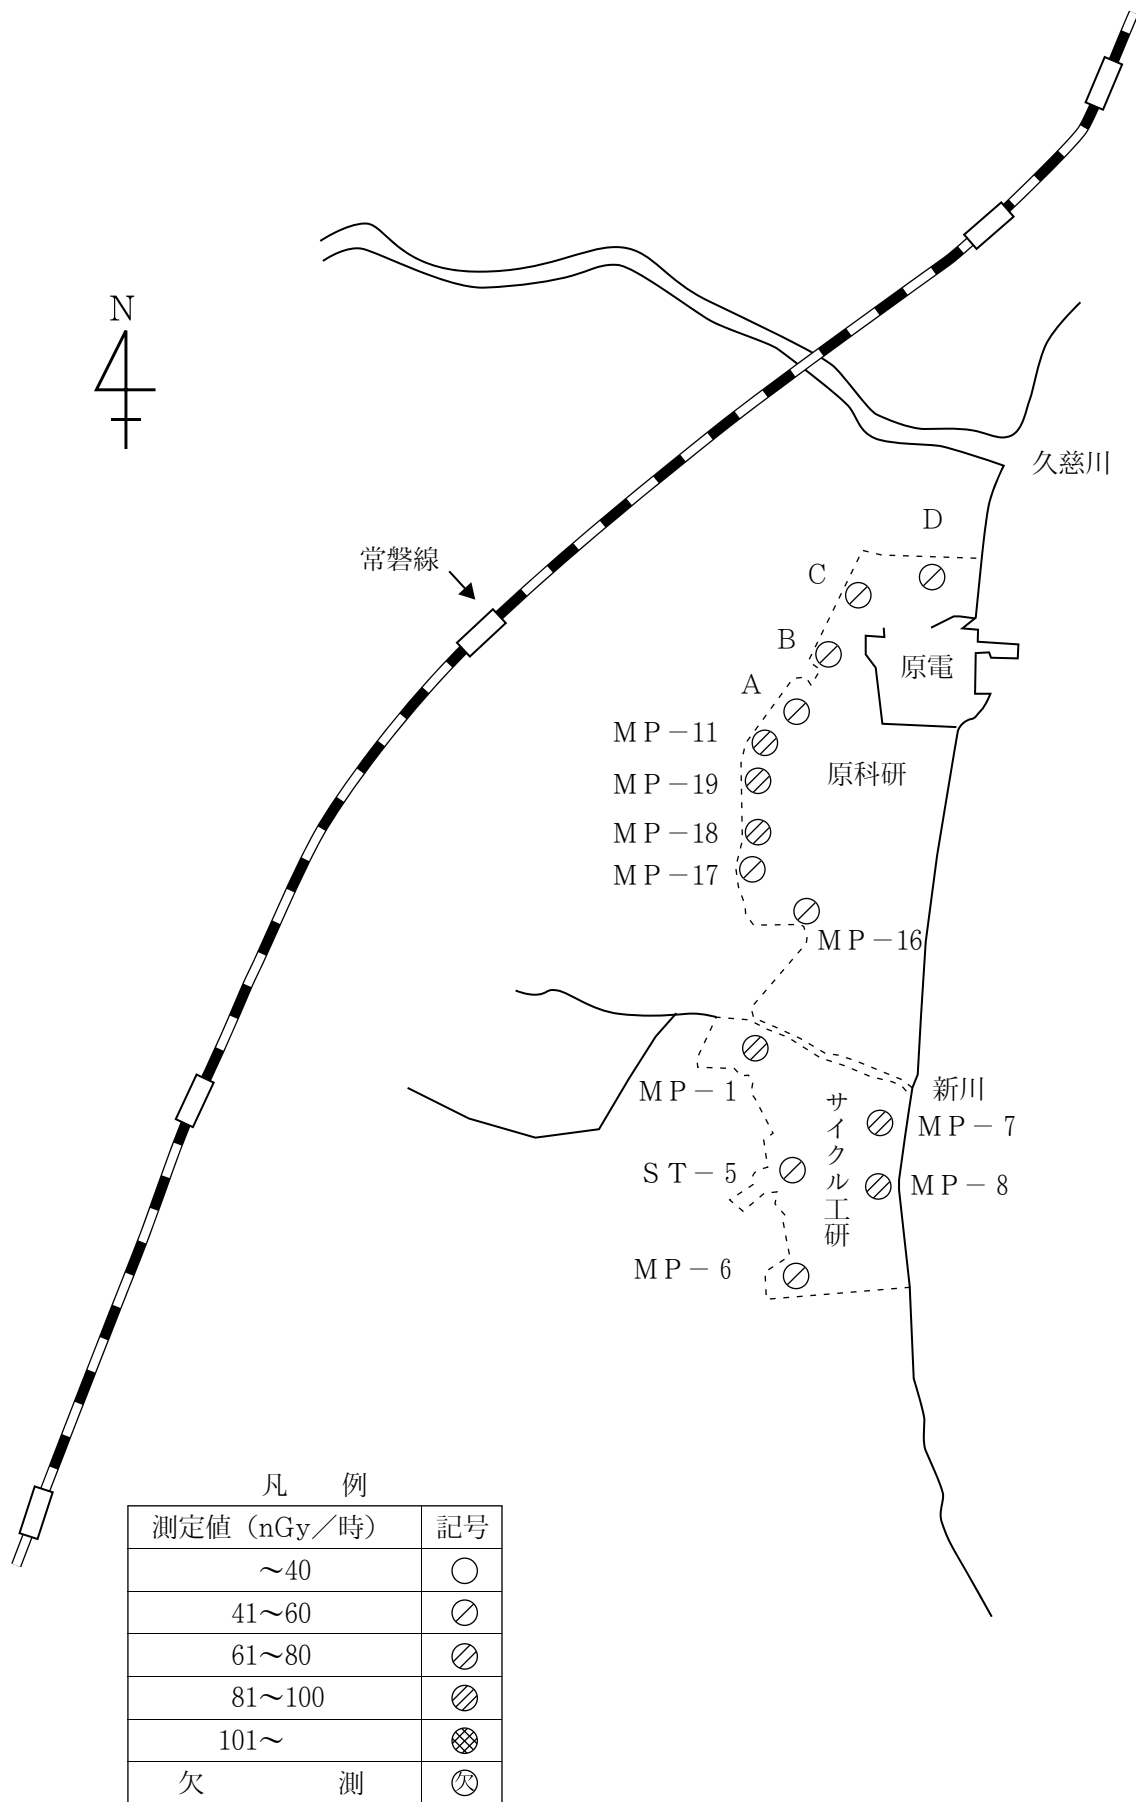 N
久慈川
D
常磐線
C
B
原電
A
ＭＰ－11
原科研
ＭＰ－19
ＭＰ－18
ＭＰ－17
ＭＰ－16
新川
ＭＰ－１
サイクル工研
ＭＰ－７
ＳＴ－５
ＭＰ－８
ＭＰ－６
凡　例
測定値（nGy／時）　記号
～40
41～60
61～80
81～100
101～
欠　測　欠